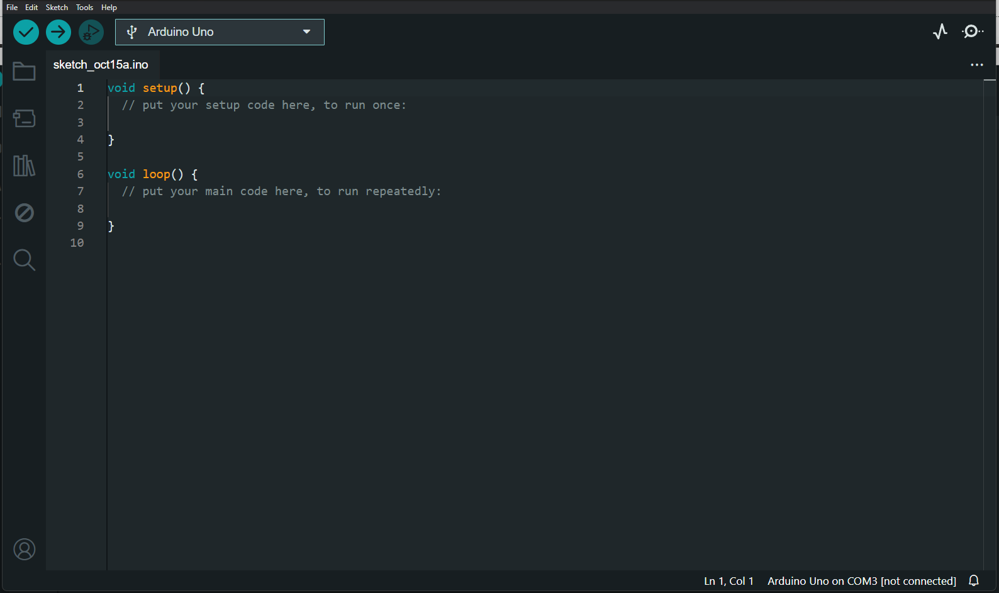 File Edit Sketch Tools Help
Arduino Uno
sketch_oct15a.ino
1 void setup() {
2 // put your setup code here, to run once:
3
4 }
5
6 void loop() {
7 // put your main code here, to run repeatedly:
8
9 }
10
Ln 1, Col 1 Arduino Uno on COM3 [not connected]